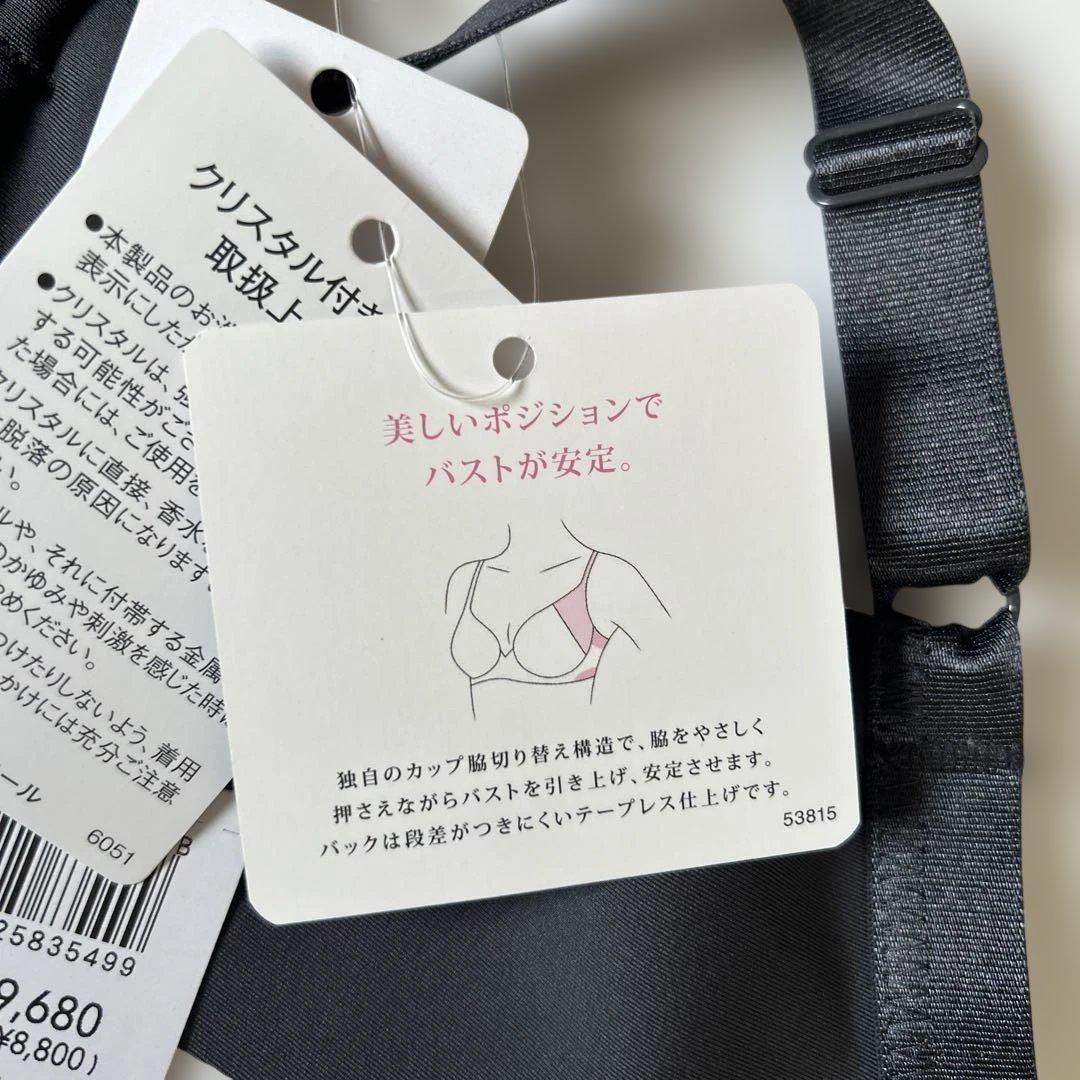 クリスタル付き
取扱上
●本製品のお洗
表示にした
●クリスタルは、強
する可能性がござ
た場合には、ご使用を
クリスタルに直接、香水
脱落の原因になります
い。
ルや、それに付帯する金属
のかゆみや刺激を感じた時は
やめください。
つけたりしないよう、着用
かけには充分ご注意
ール
6051
B
25835499
9,680
¥8,800)
美しいポジションで
バストが安定。
独自のカップ脇切り替え構造で、脇をやさしく
押さえながらバストを引き上げ、安定させます。
バックは段差がつきにくいテープレス仕上げです。
53815